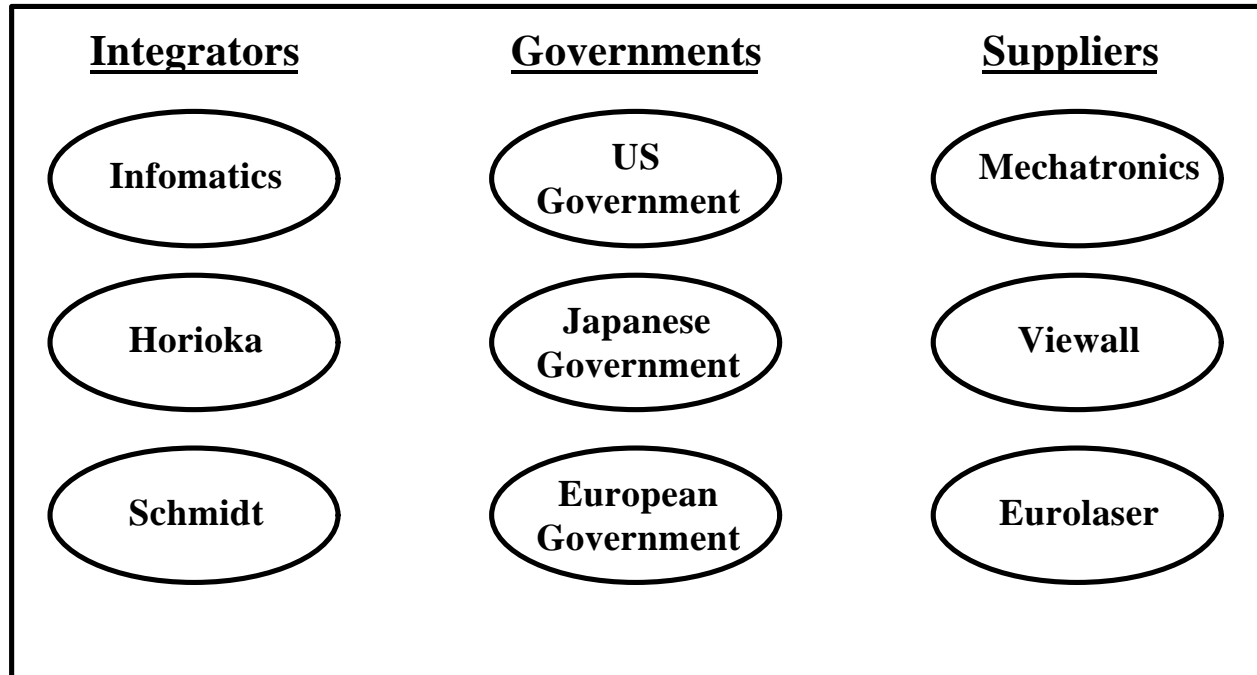 Integrators
Governments
Suppliers
Infomatics
US
Government
Mechatronics
Horioka
Japanese
Government
Viewall
Schmidt
European
Government
Eurolaser